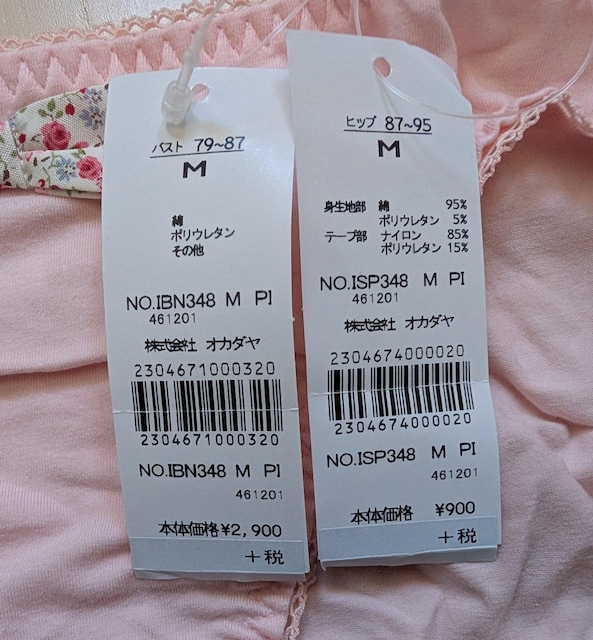 バスト 79~87
M
綿
ポリウレタン
その他
NO.IBN348 M PI
461201
株式会社 オカダヤ
2304671000320
2304671000320
NO.IBN348 M PI
461201
本体価格¥2,900
+税
ヒップ 87~95
M
身生地部 綿 95%
ポリウレタン 5%
テープ部 ナイロン 85%
ポリウレタン 15%
NO.ISP348 M PI
461201
株式会社 オカダヤ
2304674000020
2304674000020
NO.ISP348 M PI
461201
本体価格 ¥900
+税